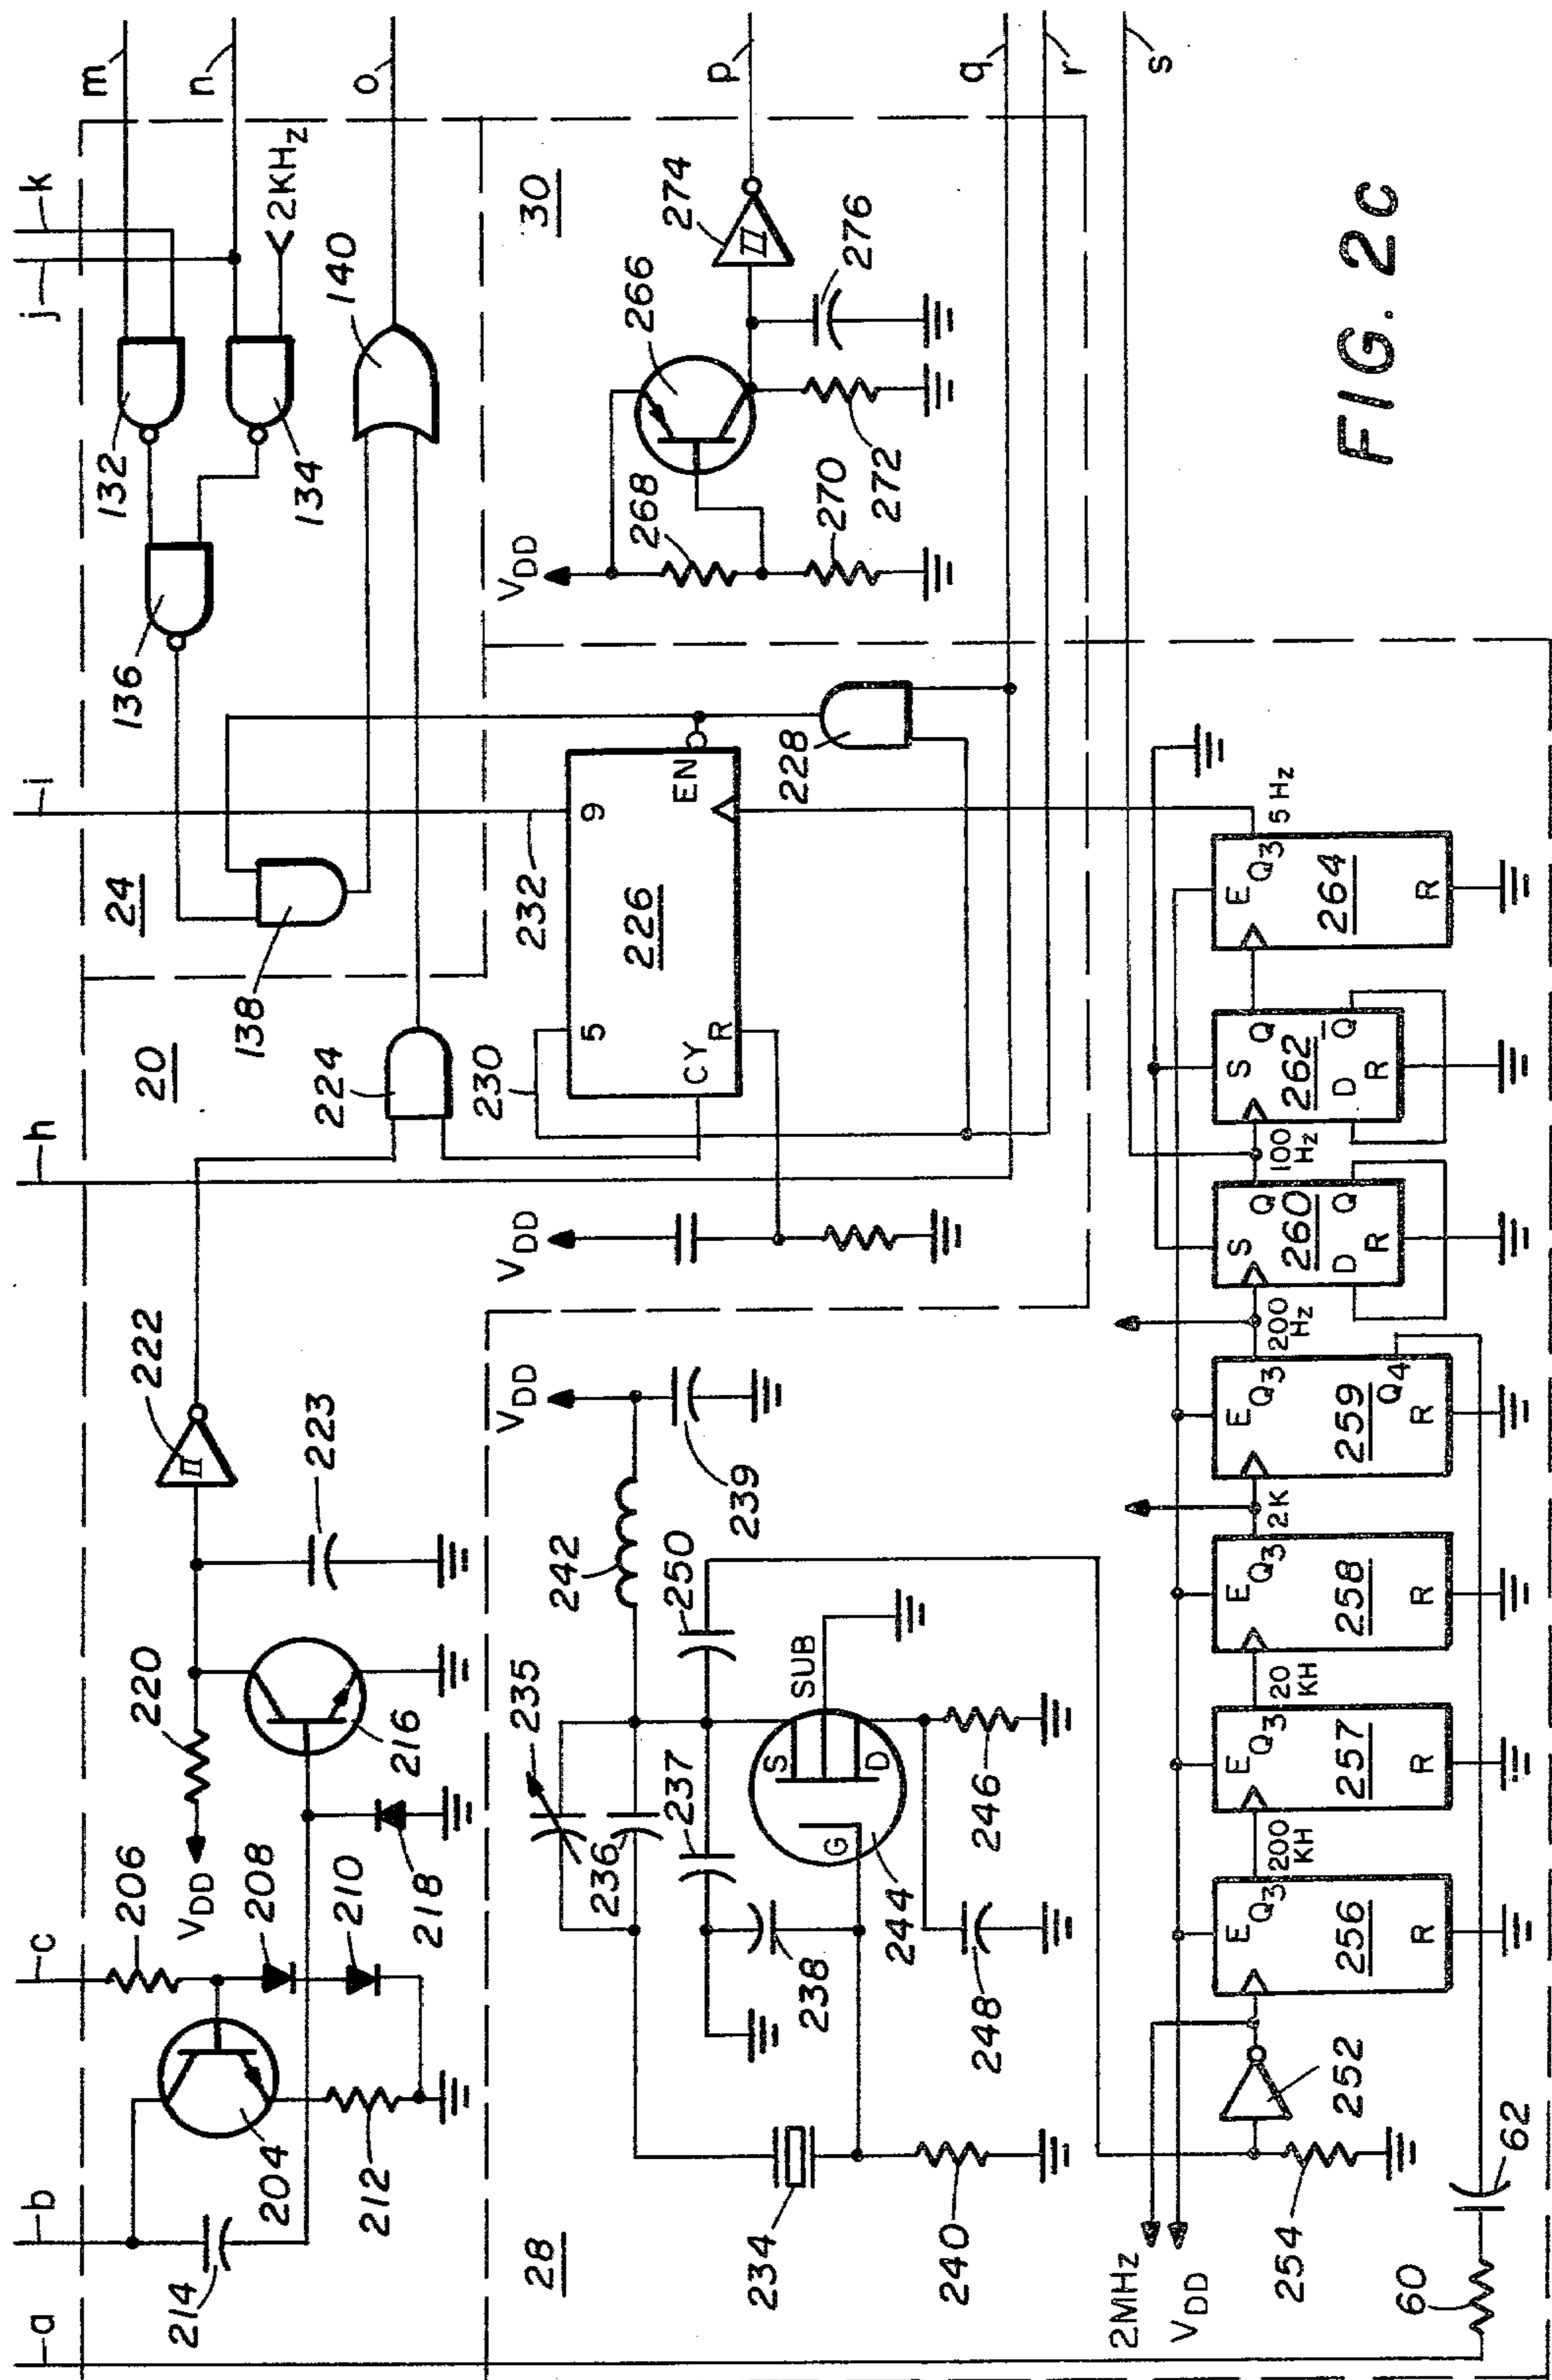 a
b
c
h
i
j
k
m
n
o
p
q
r
s
214
204
212
206
208
210
218
VDD
220
216
223
222
20
224
138
24
136
132
134
140
2KHz
230
232
5
9
226
CY
R
EN
228
VDD
VDD
268
270
272
266
276
274
30
28
234
240
235
236
237
238
242
250
239
VDD
S
SUB
D
G
244
246
248
2MHz
VDD
254
252
E
Q3
256
R
200
KH
E
Q3
257
R
20
KH
E
Q3
258
R
2K
E
Q3
259
Q4
R
200
Hz
S
Q
260
D
Q
R
100
Hz
S
Q
262
D
Q̅
R
E
Q3
264
R
5 Hz
60
62
FIG. 2c